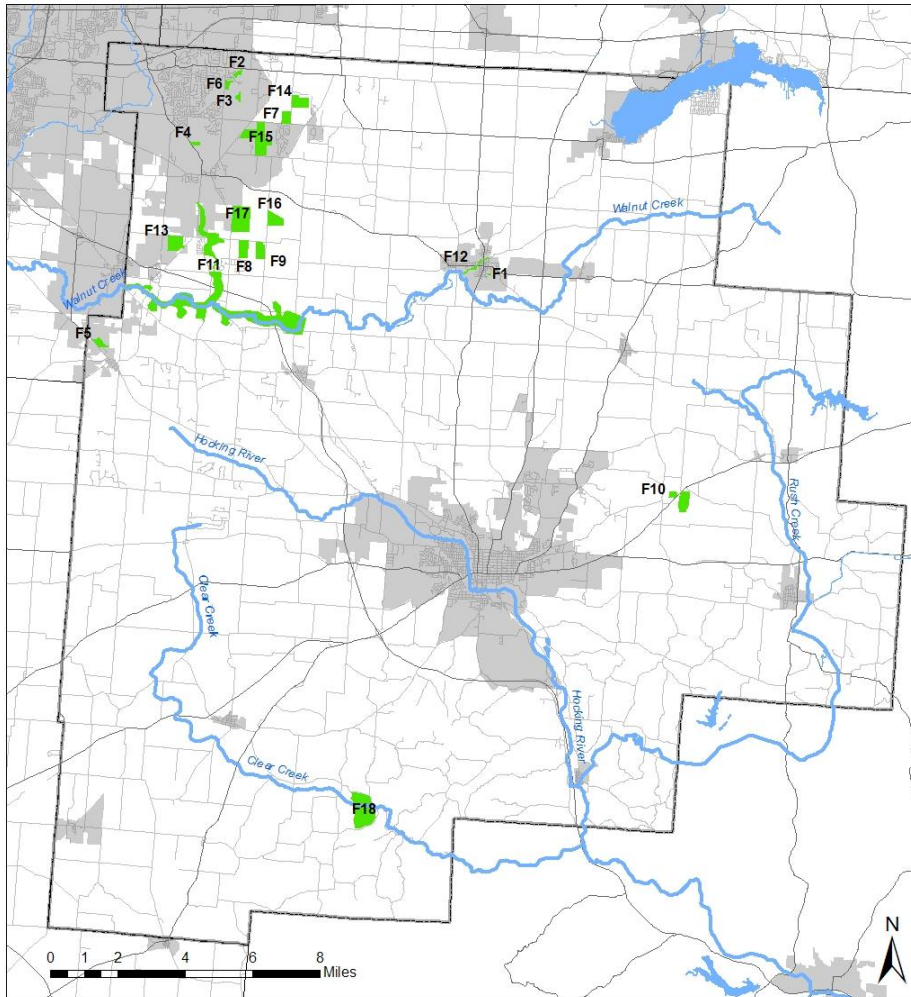 F2
F6
F3
F14
F7
F4
F15
F16
F17
F13
F11
F8
F9
Walnut Creek
F12
F1
Walnut Creek
F5
Hocking River
F10
Rush Creek
Clear Creek
Hocking River
Clear Creek
F18
N
0 1 2 4 6 8
Miles